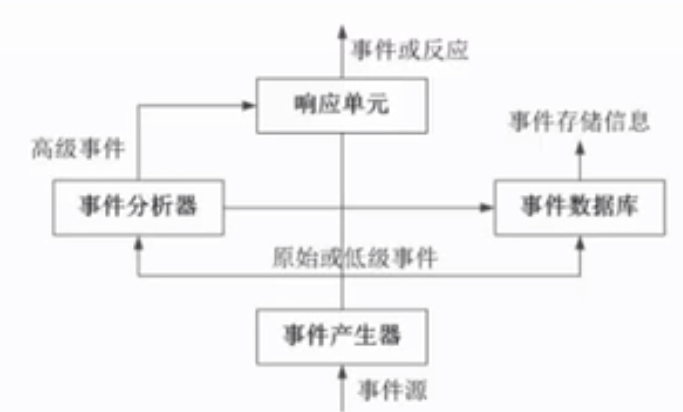 事件或反应
响应单元
事件存储信息
高级事件
事件分析器
事件数据库
原始或低级事件
事件产生器
事件源